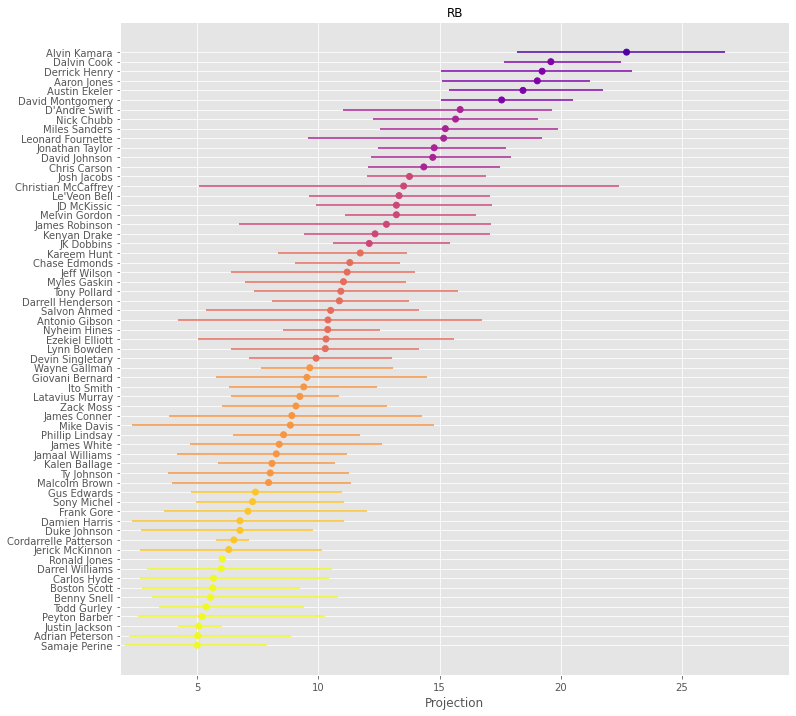 RB
Alvin Kamara
Dalvin Cook
Derrick Henry
Aaron Jones
Austin Ekeler
David Montgomery
D'Andre Swift
Nick Chubb
Miles Sanders
Leonard Fournette
Jonathan Taylor
David Johnson
Chris Carson
Josh Jacobs
Christian McCaffrey
Le'Veon Bell
JD McKissic
Melvin Gordon
James Robinson
Kenyan Drake
JK Dobbins
Kareem Hunt
Chase Edmonds
Jeff Wilson
Myles Gaskin
Tony Pollard
Darrell Henderson
Salvon Ahmed
Antonio Gibson
Nyheim Hines
Ezekiel Elliott
Lynn Bowden
Devin Singletary
Wayne Gallman
Giovani Bernard
Ito Smith
Latavius Murray
Zack Moss
James Conner
Mike Davis
Phillip Lindsay
James White
Jamaal Williams
Kalen Ballage
Ty Johnson
Malcolm Brown
Gus Edwards
Sony Michel
Frank Gore
Damien Harris
Duke Johnson
Cordarrelle Patterson
Jerick McKinnon
Ronald Jones
Darrel Williams
Carlos Hyde
Boston Scott
Benny Snell
Todd Gurley
Peyton Barber
Justin Jackson
Adrian Peterson
Samaje Perine
5 10 15 20 25
Projection